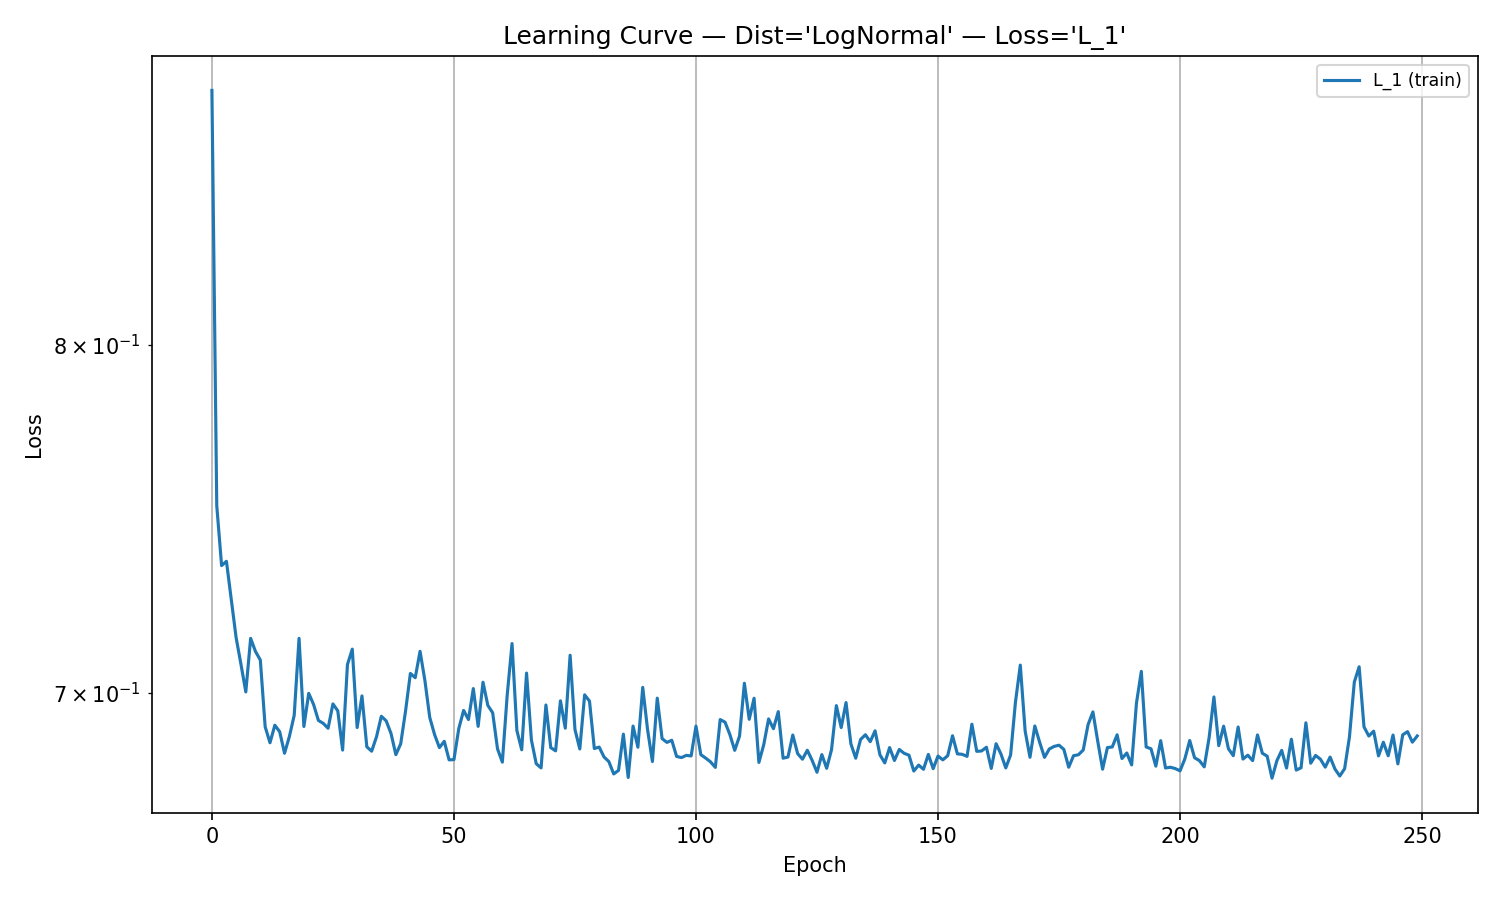 Learning Curve — Dist='LogNormal' — Loss='L_1'
L_1 (train)
8 × 10⁻¹
7 × 10⁻¹
Loss
0 50 100 150 200 250
Epoch